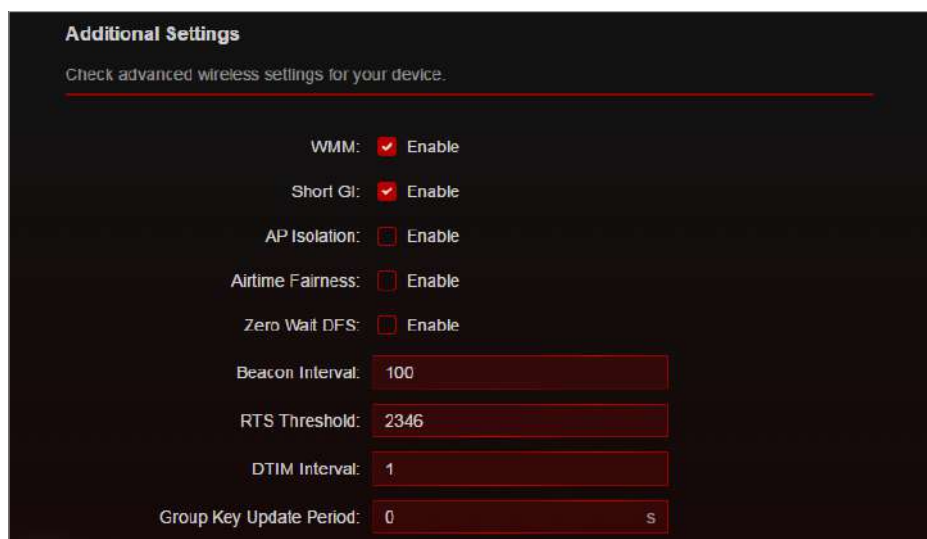 Additional Settings
Check advanced wireless settings for your device.
WMM: Enable
Short GI: Enable
AP Isolation: Enable
Airtime Fairness: Enable
Zero Wait DFS: Enable
Beacon Interval: 100
RTS Threshold: 2346
DTIM Interval: 1
Group Key Update Period: 0 s